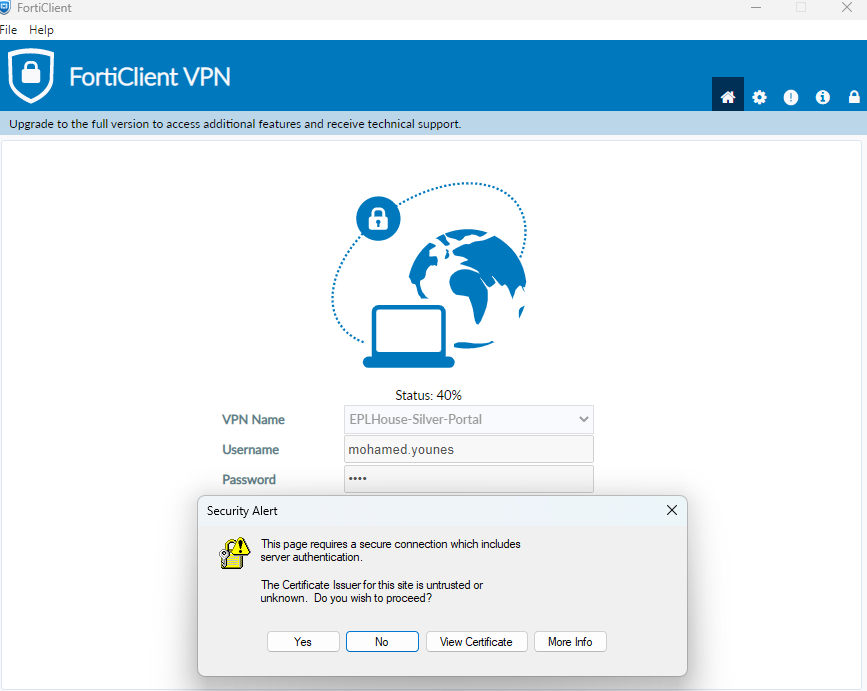 FortiClient
File Help
FortiClient VPN
Upgrade to the full version to access additional features and receive technical support.
Status: 40%
VPN Name EPLHouse-Silver-Portal
Username mohamed.younes
Password ••••
Security Alert
This page requires a secure connection which includes
server authentication.
The Certificate Issuer for this site is untrusted or
unknown. Do you wish to proceed?
Yes No View Certificate More Info